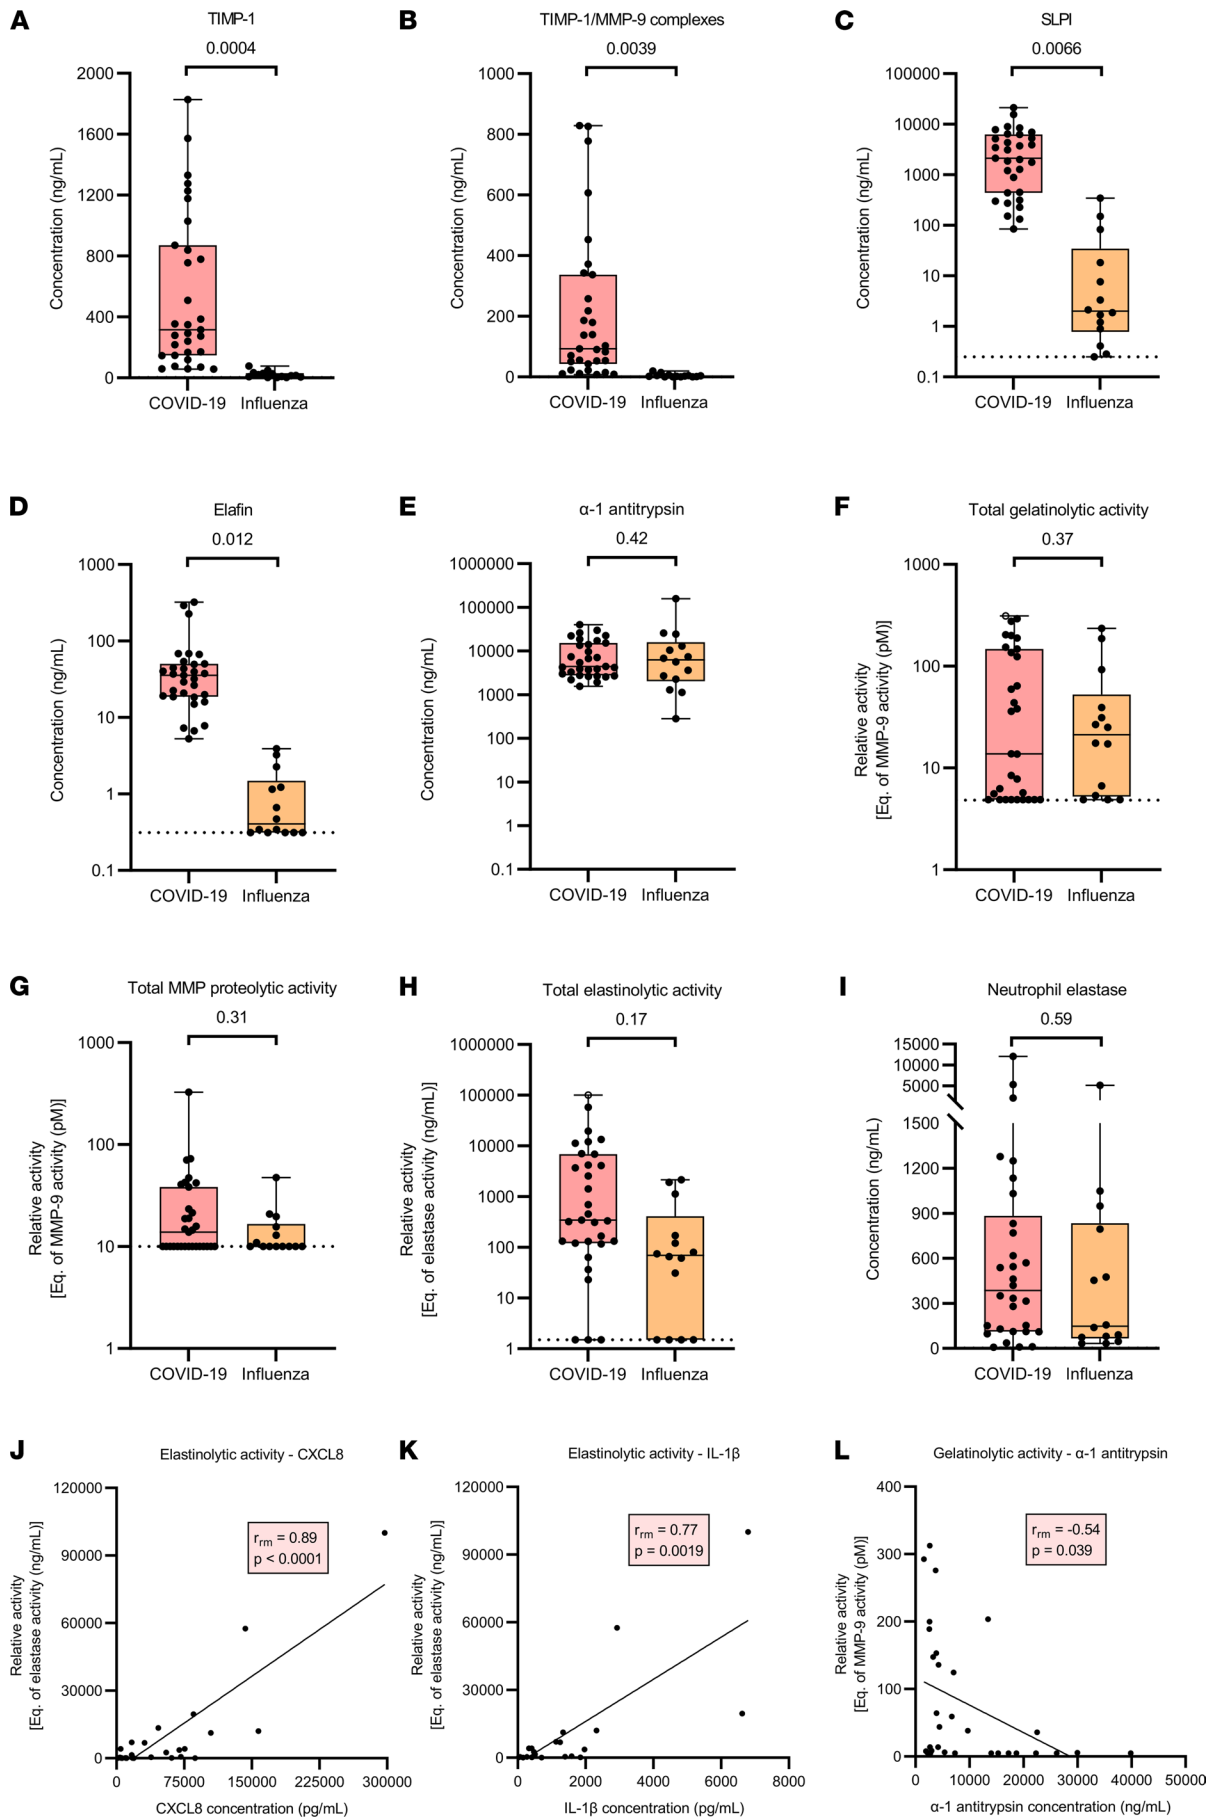 A
TIMP-1
0.0004
Concentration (ng/mL)
2000
1600
1200
800
400
0
COVID-19 Influenza
B
TIMP-1/MMP-9 complexes
0.0039
Concentration (ng/mL)
1000
800
600
400
200
0
COVID-19 Influenza
C
SLPI
0.0066
Concentration (ng/mL)
100000
10000
1000
100
10
1
0.1
COVID-19 Influenza
D
Elafin
0.012
Concentration (ng/mL)
1000
100
10
1
0.1
COVID-19 Influenza
E
α-1 antitrypsin
0.42
Concentration (ng/mL)
1000000
100000
10000
1000
100
10
1
0.1
COVID-19 Influenza
F
Total gelatinolytic activity
0.37
Relative activity
[Eq. of MMP-9 activity (pM)]
1000
100
10
1
COVID-19 Influenza
G
Total MMP proteolytic activity
0.31
Relative activity
[Eq. of MMP-9 activity (pM)]
1000
100
10
1
COVID-19 Influenza
H
Total elastinolytic activity
0.17
Relative activity
[Eq. of elastase activity (ng/mL)]
1000000
100000
10000
1000
100
10
1
COVID-19 Influenza
I
Neutrophil elastase
0.59
Concentration (ng/mL)
15000
10000
5000
1500
1200
900
600
300
0
COVID-19 Influenza
J
Elastinolytic activity - CXCL8
Relative activity
[Eq. of elastase activity (ng/mL)]
120000
90000
60000
30000
0
r_rm = 0.89
p < 0.0001
0 75000 150000 225000 300000
CXCL8 concentration (pg/mL)
K
Elastinolytic activity - IL-1β
Relative activity
[Eq. of elastase activity (ng/mL)]
120000
90000
60000
30000
0
r_rm = 0.77
p = 0.0019
0 2000 4000 6000 8000
IL-1β concentration (pg/mL)
L
Gelatinolytic activity - α-1 antitrypsin
Relative activity
[Eq. of MMP-9 activity (pM)]
400
300
200
100
0
r_rm = -0.54
p = 0.039
0 10000 20000 30000 40000 50000
α-1 antitrypsin concentration (ng/mL)